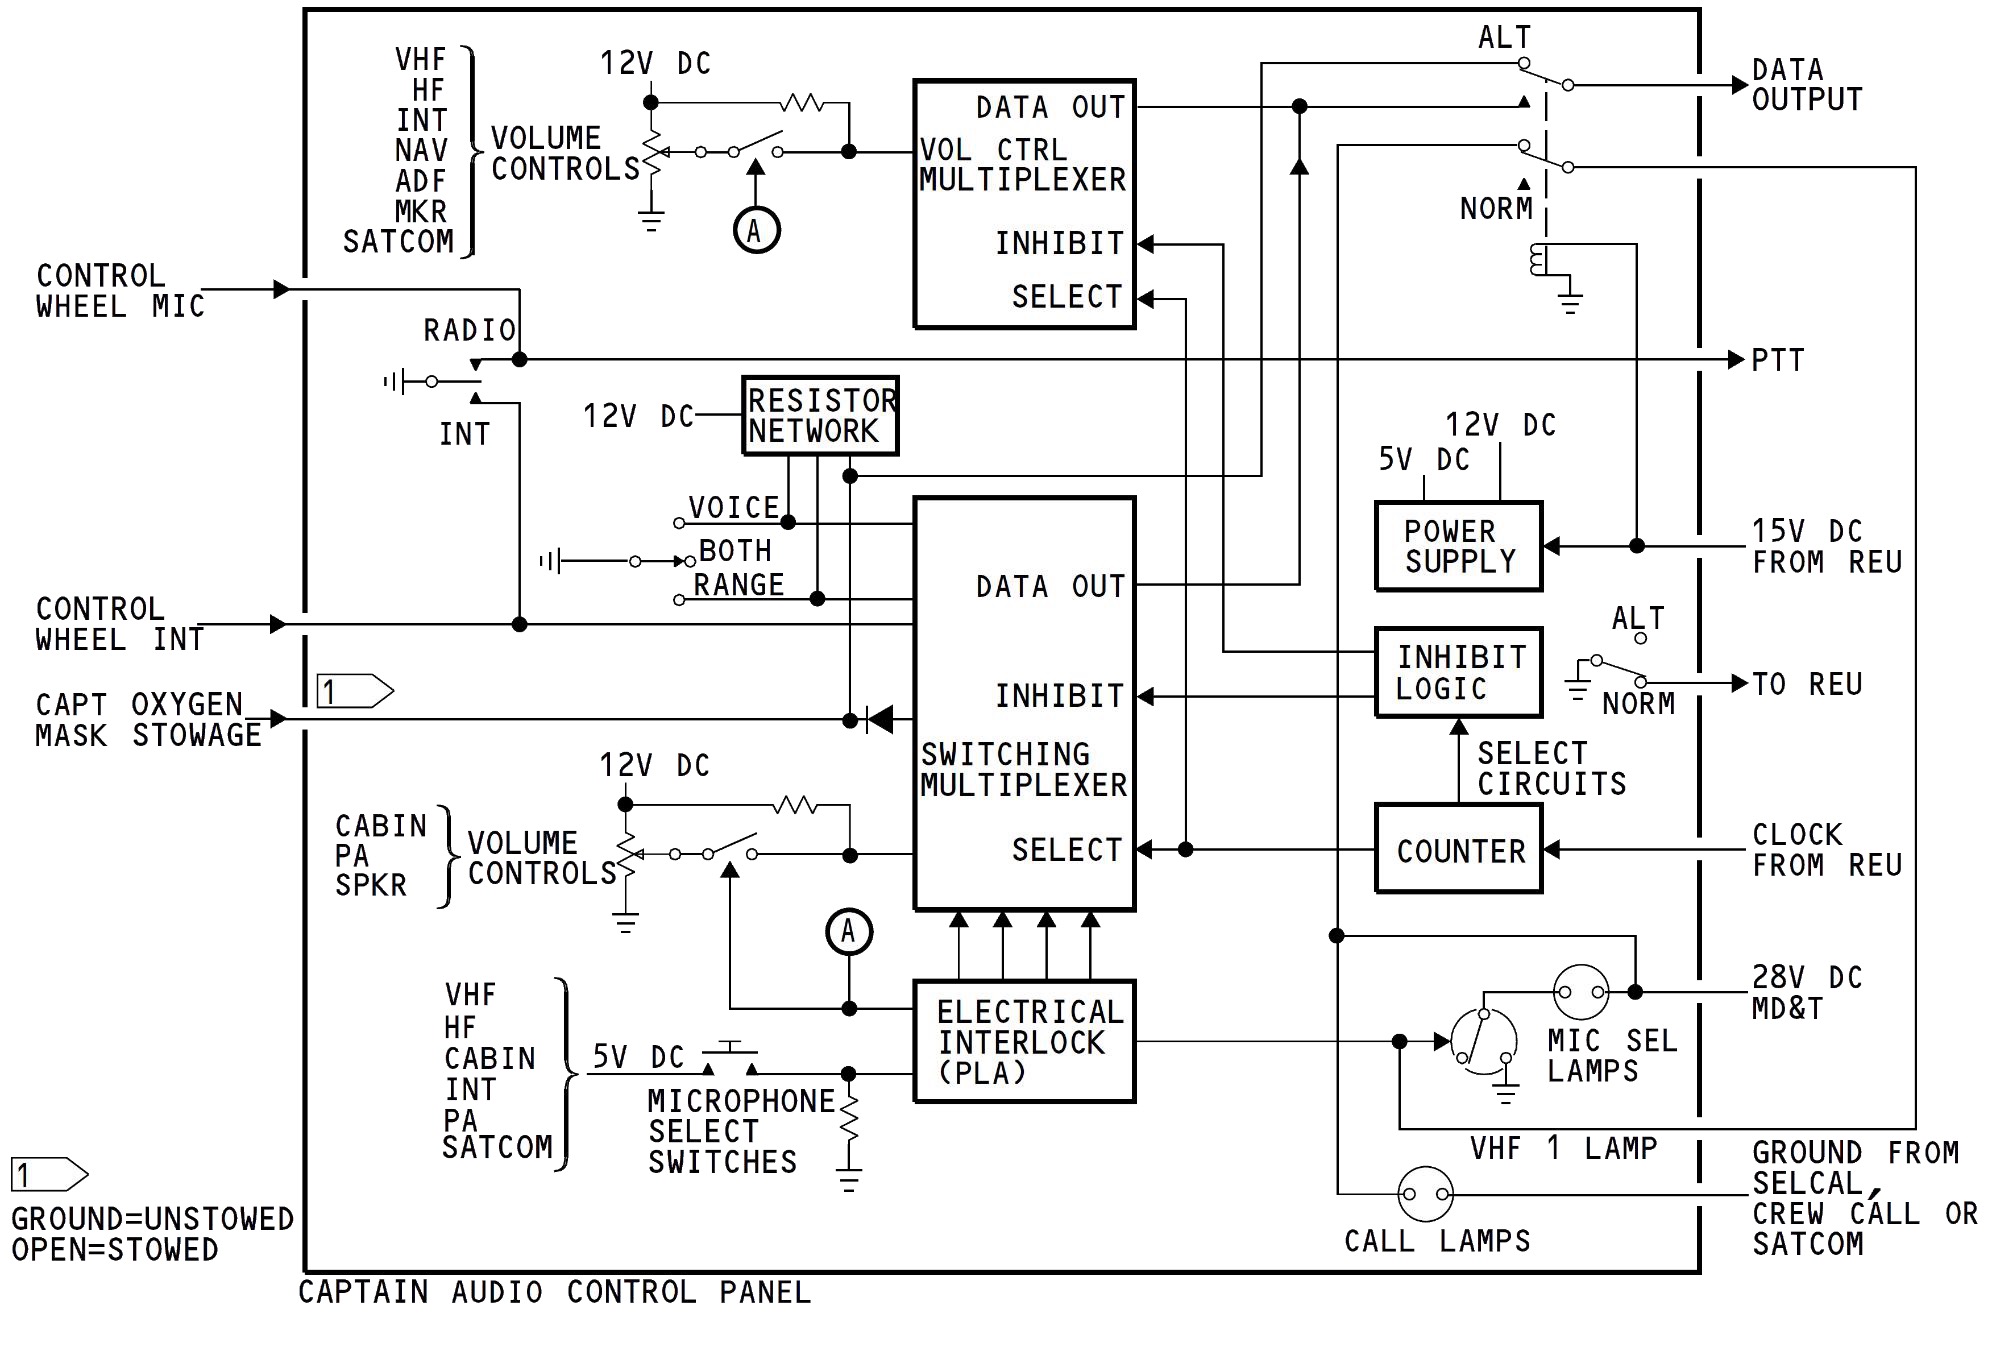 VHF
HF
INT
NAV
ADF
MKR
SATCOM
VOLUME
CONTROLS
12V DC
A
DATA OUT
VOL CTRL
MULTIPLEXER
INHIBIT
SELECT
ALT
NORM
DATA
OUTPUT
CONTROL
WHEEL MIC
RADIO
INT
PTT
12V DC
RESISTOR
NETWORK
VOICE
BOTH
RANGE
CONTROL
WHEEL INT
1
CAPT OXYGEN
MASK STOWAGE
DATA OUT
INHIBIT
SWITCHING
MULTIPLEXER
SELECT
12V DC
5V DC
POWER
SUPPLY
15V DC
FROM REU
INHIBIT
LOGIC
ALT
NORM
TO REU
SELECT
CIRCUITS
COUNTER
CLOCK
FROM REU
12V DC
CABIN
PA
SPKR
VOLUME
CONTROLS
A
VHF
HF
CABIN
INT
PA
SATCOM
5V DC
MICROPHONE
SELECT
SWITCHES
ELECTRICAL
INTERLOCK
(PLA)
28V DC
MD&T
MIC SEL
LAMPS
VHF 1 LAMP
CALL LAMPS
GROUND FROM
SELCAL,
CREW CALL OR
SATCOM
1
GROUND=UNSTOWED
OPEN=STOWED
CAPTAIN AUDIO CONTROL PANEL